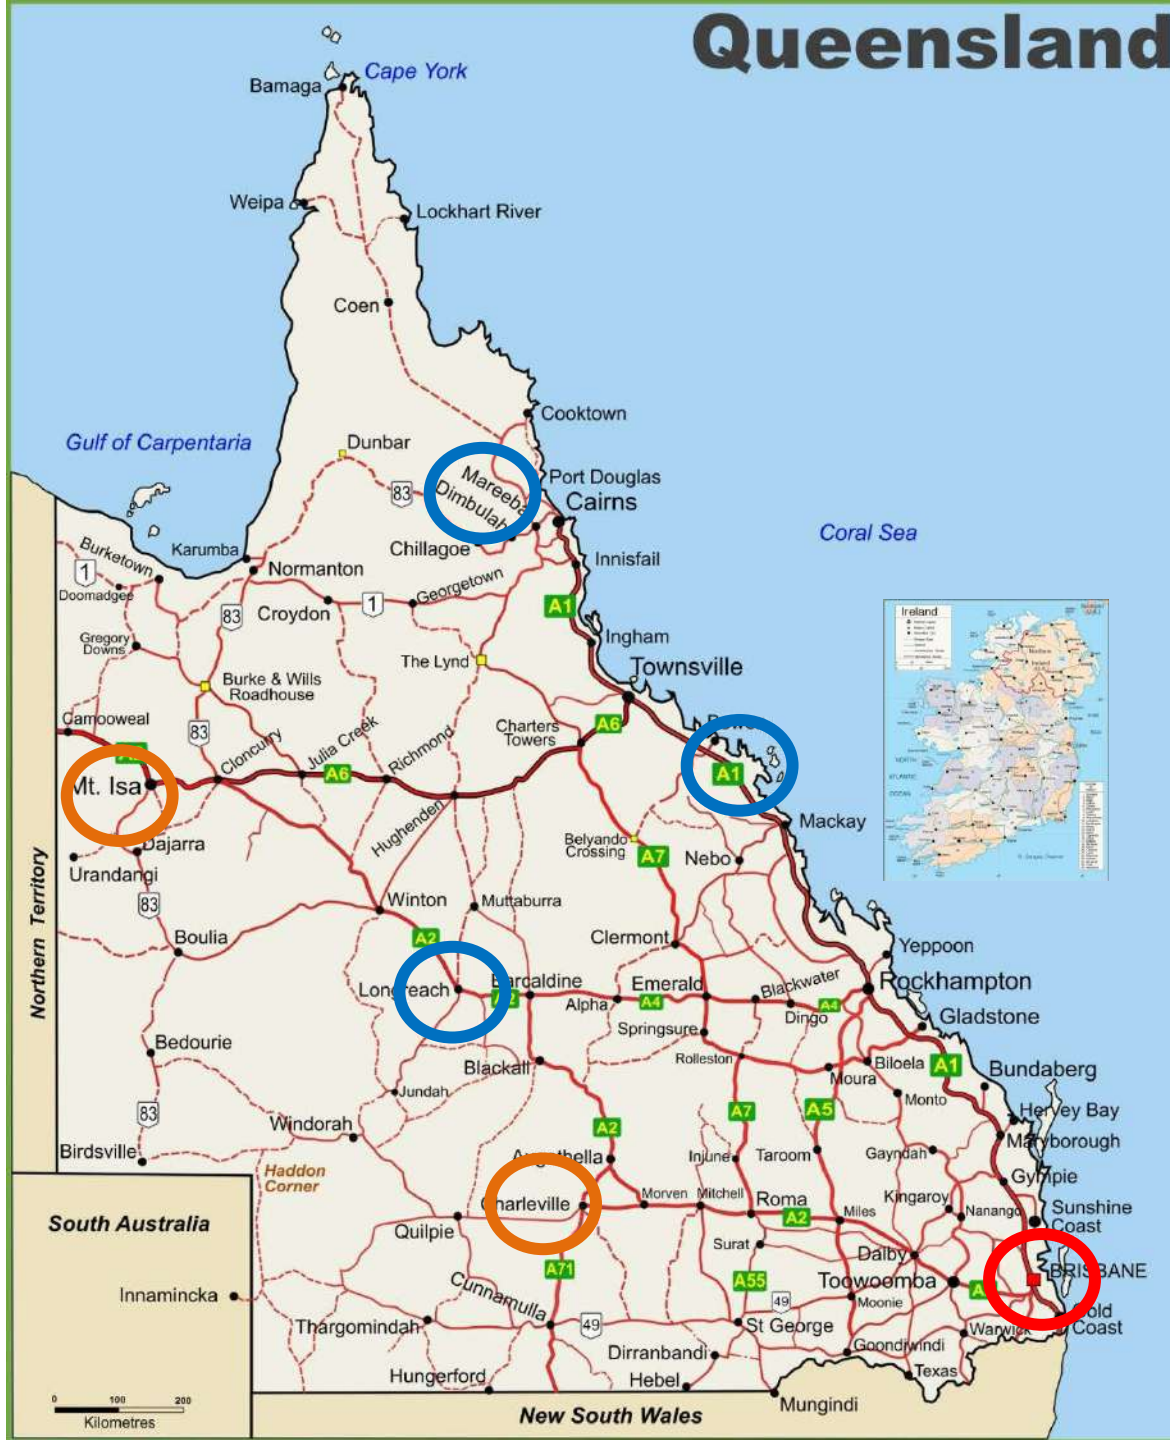 Queensland
Cape York
Bamaga
Weipa
Lockhart River
Coen
Cooktown
Gulf of Carpentaria
Dunbar
Mareeba
Port Douglas
83
Dimbulah
Cairns
Coral Sea
Chillagoe
Karumba
Burketown
Innisfail
Normanton
1
Doomadgee
Georgetown
1
A1
Croydon
83
Ireland
Gregory
Downs
Ingham
The Lynd
Townsville
Burke & Wills
Roadhouse
Camooweal
83
Charters
Towers
A6
Cloncurry
Julia Creek
Richmond
A6
A1
Mt. Isa
Hughenden
Mackay
Dajarra
Belyando
Crossing
A7
Nebo
Urandangi
83
Winton
Muttaburra
Boulia
A2
Clermont
Yeppoon
Longreach
Barcaldine
Emerald
Blackwater
Rockhampton
Alpha
A4
A4
Dingo
Gladstone
Springsure
Bedourie
Rolleston
Biloela
A1
Bundaberg
Blackall
Moura
Jundah
Monto
83
A7
A5
Hervey Bay
Windorah
A2
Maryborough
Birdsville
Injune
Taroom
Gayndah
Haddon
Corner
Gympie
Charleville
Morven
Mitchell
Roma
Kingaroy
Nanango
Sunshine
Coast
South Australia
Quilpie
A2
Miles
Surat
Dalby
BRISBANE
A71
A55
Toowoomba
Innamincka
Cunnamulla
49
Moonie
Thargomindah
49
St George
Warwick
Gold
Coast
Dirranbandi
Goondiwindi
Hungerford
Hebel
Texas
0 100 200
Kilometres
New South Wales
Mungindi
Northern Territory